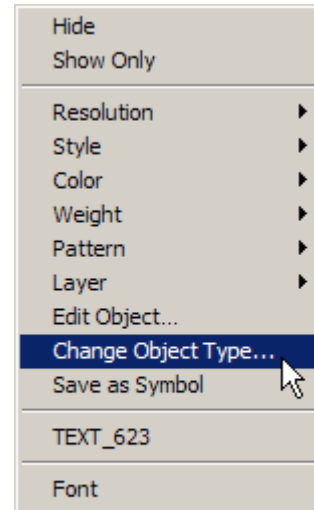 Hide
Show Only
Resolution
Style
Color
Weight
Pattern
Layer
Edit Object...
Change Object Type...
Save as Symbol
TEXT_623
Font